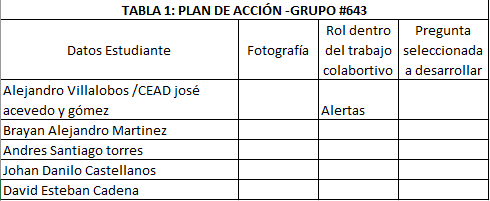 TABLA 1: PLAN DE ACCIÓN -GRUPO #643
Datos Estudiante
Fotografía
Rol dentro
del trabajo
colabortivo
Pregunta
seleccionada
a desarrollar
Alejandro Villalobos /CEAD josé
acevedo y gómez
Alertas
Brayan Alejandro Martinez
Andres Santiago torres
Johan Danilo Castellanos
David Esteban Cadena